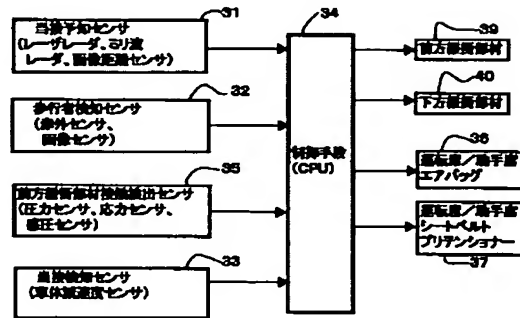 31
当接予知センサ
(レーザレーダ、ミリ波
レーダ、画像距離センサ)
32
歩行者検知センサ
(赤外センサ、
画像センサ)
35
前方緩衝部材接触検出センサ
(圧力センサ、応力センサ、
感圧センサ)
33
当接検知センサ
(車体減速度センサ)
34
制御手段
(CPU)
39
前方緩衝部材
40
下方緩衝部材
36
運転席/助手席
エアバッグ
運転席/助手席
シートベルト
プリテンショナー
37